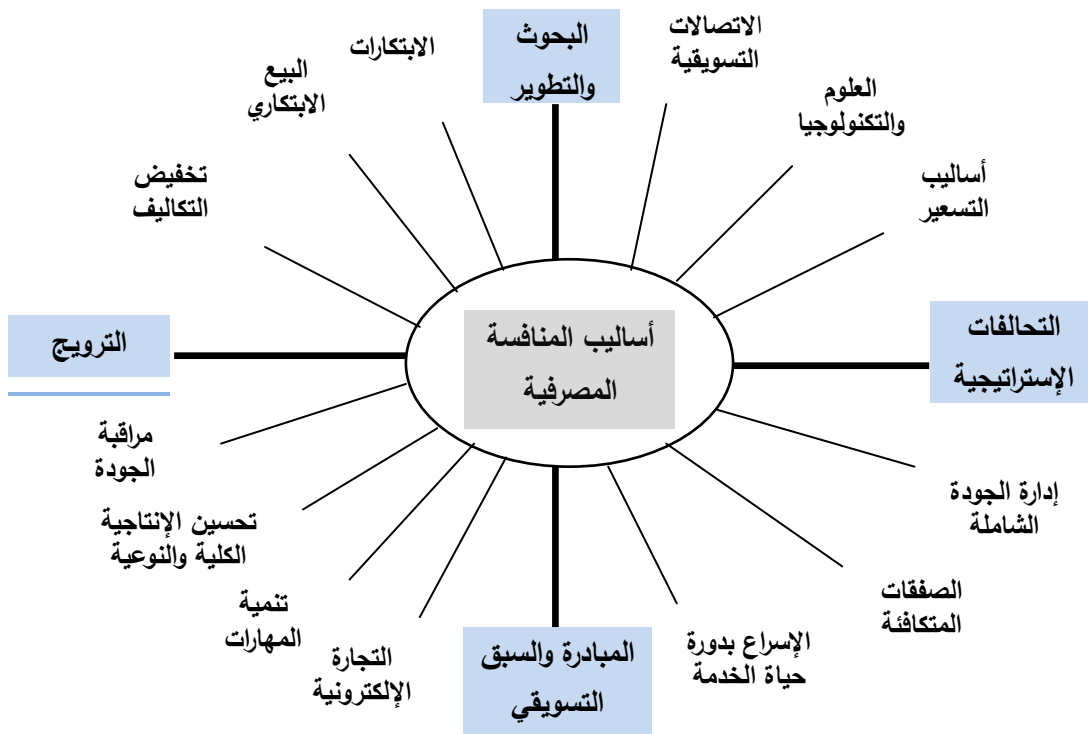 البحوث
والتطوير
الاتصالات
التسويقية
العلوم
والتكنولوجيا
أساليب
التسعير
التحالفات
الإستراتيجية
إدارة الجودة
الشاملة
الصفقات
المتكافئة
الإسراع بدورة
حياة الخدمة
المبادرة والسبق
التسويقي
التجارة
الإلكترونية
تنمية
المهارات
تحسين الإنتاجية
الكلية والنوعية
مراقبة
الجودة
الترويج
تخفيض
التكاليف
البيع
الابتكاري
الابتكارات
أساليب المنافسة
المصرفية